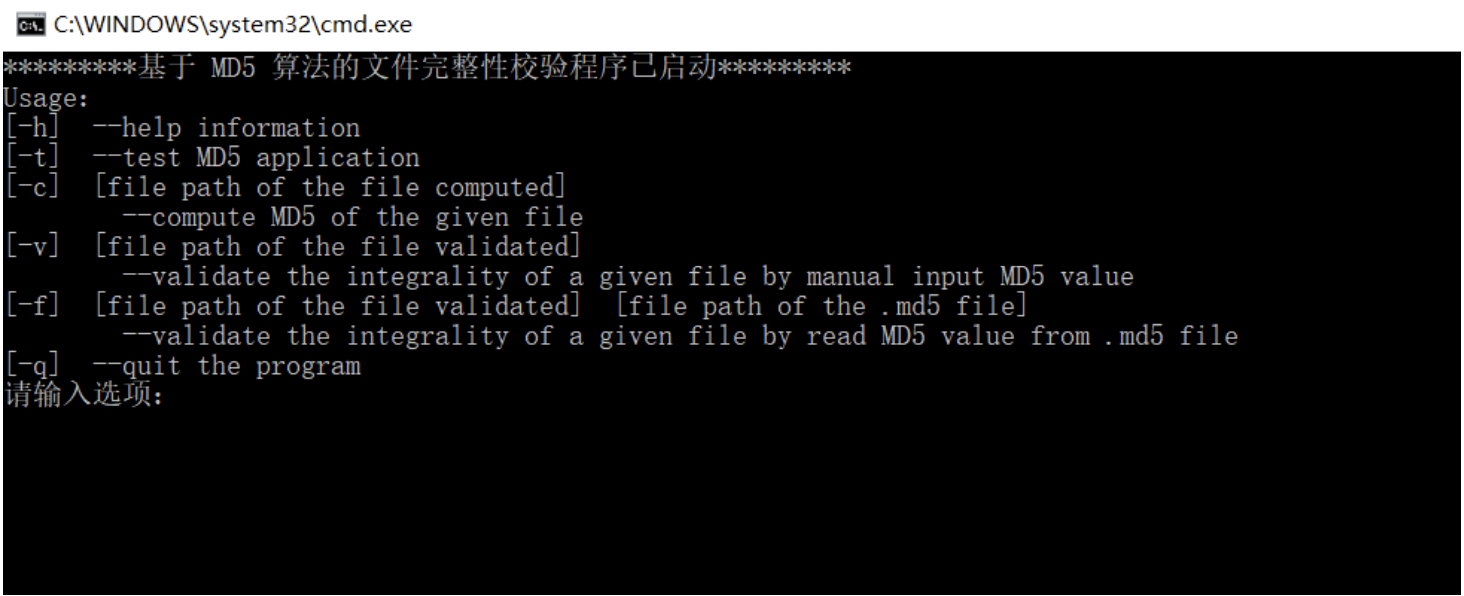 C:\WINDOWS\system32\cmd.exe
*********基于 MD5 算法的文件完整性校验程序已启动*********
Usage:
[-h]  --help information
[-t]  --test MD5 application
[-c]  [file path of the file computed]
        --compute MD5 of the given file
[-v]  [file path of the file validated]
        --validate the integrality of a given file by manual input MD5 value
[-f]  [file path of the file validated]  [file path of the .md5 file]
        --validate the integrality of a given file by read MD5 value from .md5 file
[-q]  --quit the program
请输入选项: